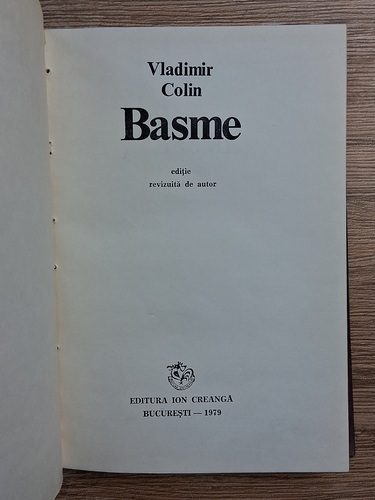 Vladimir
Colin
Basme
ediție
revizuită de autor
EDITURA ION CREANGĂ
BUCUREȘTI — 1979